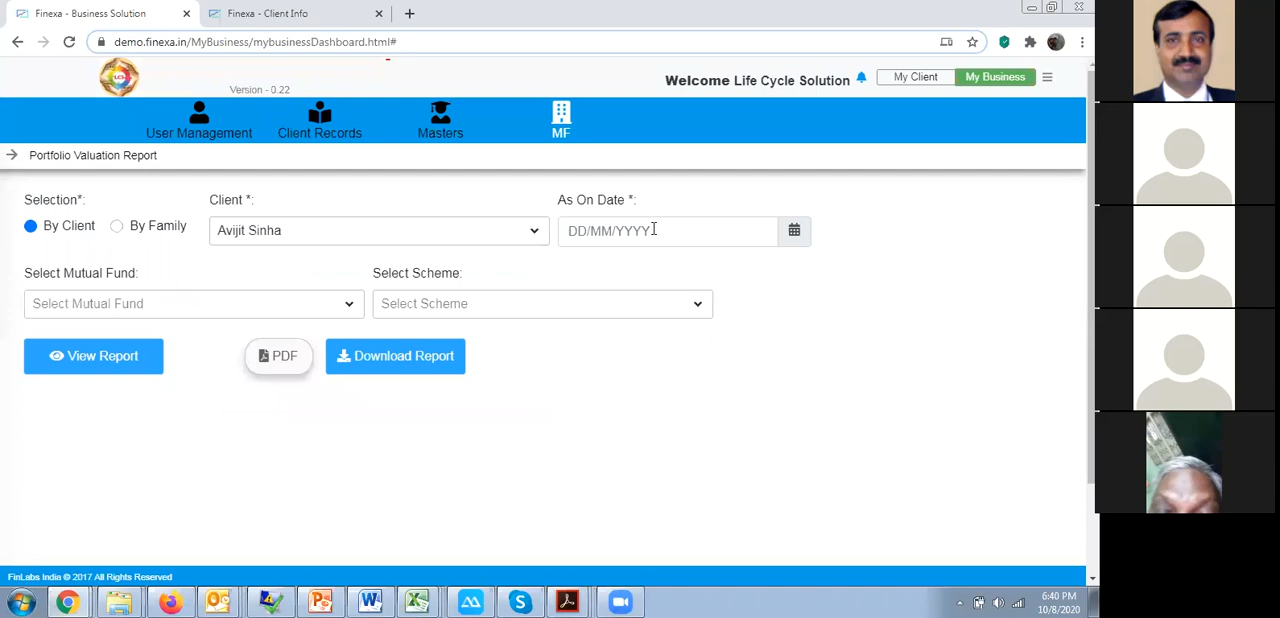 Finexa - Business Solution
Finexa - Client Info
demo.finexa.in/MyBusiness/mybusinessDashboard.html#
Version - 0.22
Welcome Life Cycle Solution
My Client
My Business
User Management
Client Records
Masters
MF
Portfolio Valuation Report
Selection*:
Client *:
As On Date *:
By Client
By Family
Avijit Sinha
DD/MM/YYYY
Select Mutual Fund:
Select Scheme:
Select Mutual Fund
Select Scheme
View Report
PDF
Download Report
FinLabs India © 2017 All Rights Reserved
6:40 PM
10/8/2020